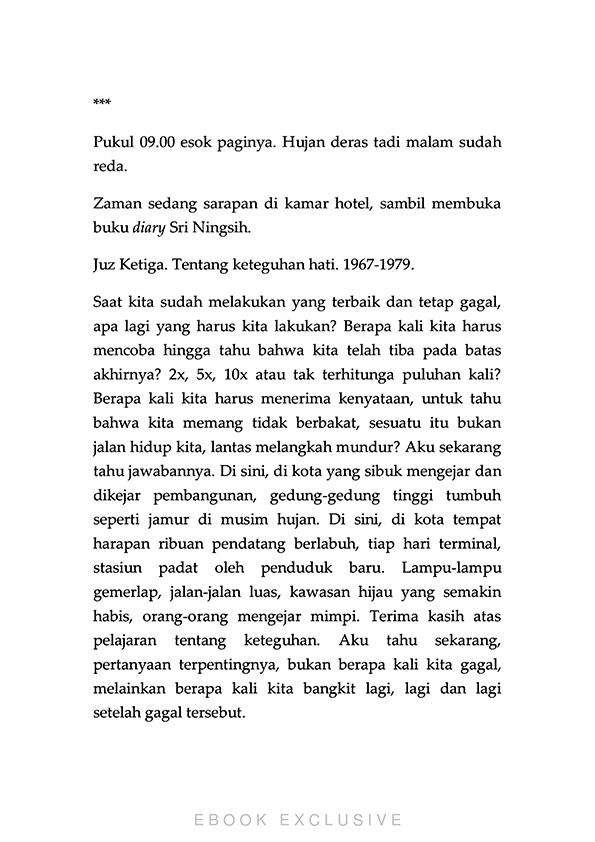 ***
Pukul 09.00 esok paginya. Hujan deras tadi malam sudah
reda.
Zaman sedang sarapan di kamar hotel, sambil membuka
buku diary Sri Ningsih.
Juz Ketiga. Tentang keteguhan hati. 1967-1979.
Saat kita sudah melakukan yang terbaik dan tetap gagal,
apa lagi yang harus kita lakukan? Berapa kali kita harus
mencoba hingga tahu bahwa kita telah tiba pada batas
akhirnya? 2x, 5x, 10x atau tak terhitunga puluhan kali?
Berapa kali kita harus menerima kenyataan, untuk tahu
bahwa kita memang tidak berbakat, sesuatu itu bukan
jalan hidup kita, lantas melangkah mundur? Aku sekarang
tahu jawabannya. Di sini, di kota yang sibuk mengejar dan
dikejar pembangunan, gedung-gedung tinggi tumbuh
seperti jamur di musim hujan. Di sini, di kota tempat
harapan ribuan pendatang berlabuh, tiap hari terminal,
stasiun padat oleh penduduk baru. Lampu-lampu
gemerlap, jalan-jalan luas, kawasan hijau yang semakin
habis, orang-orang mengejar mimpi. Terima kasih atas
pelajaran tentang keteguhan. Aku tahu sekarang,
pertanyaan terpentingnya, bukan berapa kali kita gagal,
melainkan berapa kali kita bangkit lagi, lagi dan lagi
setelah gagal tersebut.
EBOOK EXCLUSIVE